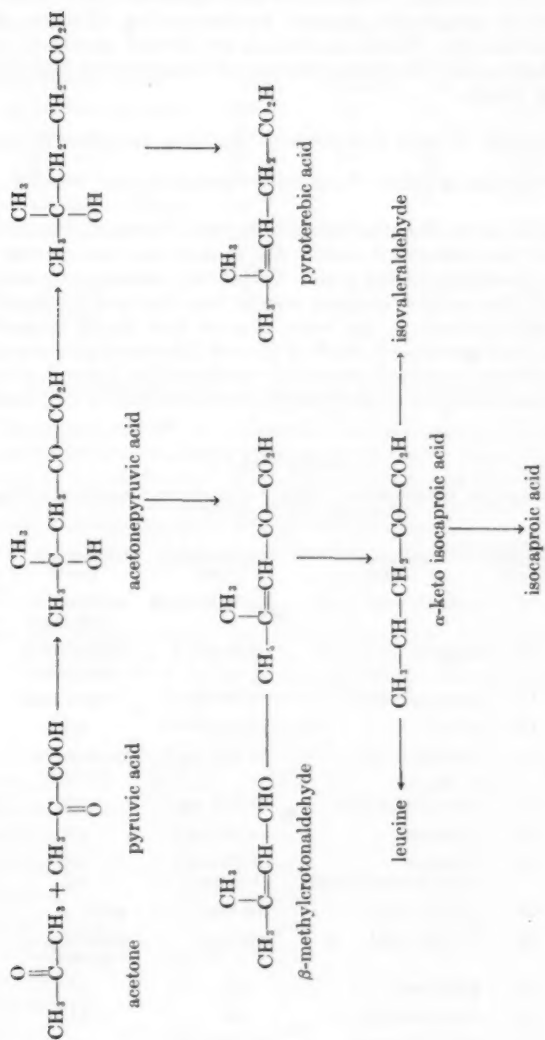 O CH₃ CH₃
CH₃—C—CH₃ + CH₃—C—COOH ⟶ CH₃—C—CH₂—CO—CO₂H ⟶ CH₃—C—CH₂—CH₂—CO₂H
O OH OH
acetone pyruvic acid acetonepyruvic acid
CH₃ CH₃ CH₃
CH₃—C=CH—CHO — CH₃—C=CH—CO—CO₂H CH₃—C=CH—CH₂—CO₂H
β-methylcrotonaldehyde pyroterebic acid
leucine ⟵ CH₃—CH—CH₂—CO—CO₂H ⟶ isovaleraldehyde
α-keto isocaproic acid
isocaproic acid